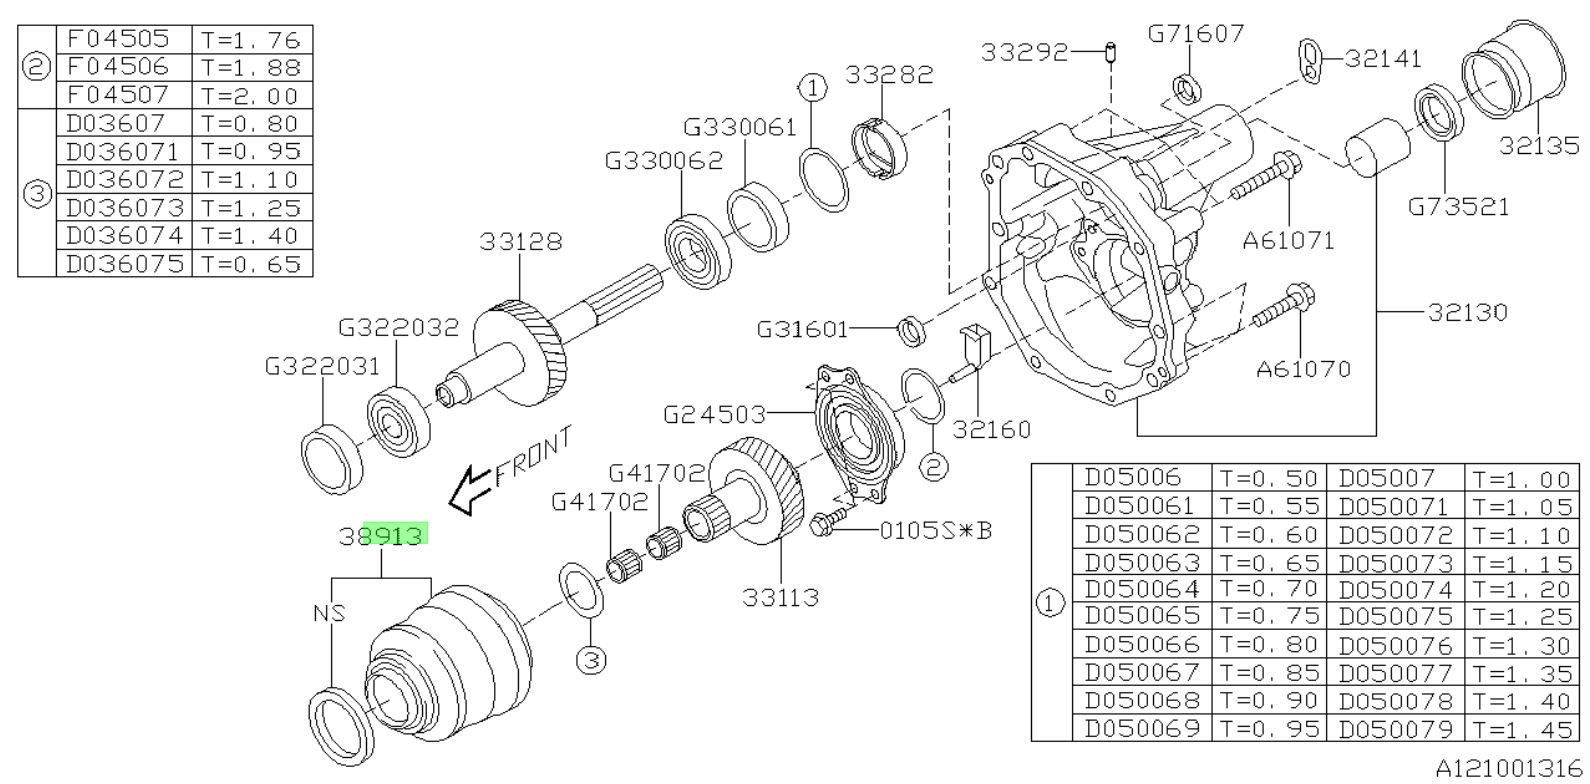 ② F04505 T=1.76
F04506 T=1.88
F04507 T=2.00
③ D03607 T=0.80
D036071 T=0.95
D036072 T=1.10
D036073 T=1.25
D036074 T=1.40
D036075 T=0.65
33292
G71607
32141
33282
①
G330061
G330062
32135
G73521
A61071
33128
G322032
G322031
G31601
32130
A61070
G24503
32160
②
FRONT
G41702
G41702
0105S*B
38913
33113
NS
③
① D05006 T=0.50 D05007 T=1.00
D050061 T=0.55 D050071 T=1.05
D050062 T=0.60 D050072 T=1.10
D050063 T=0.65 D050073 T=1.15
D050064 T=0.70 D050074 T=1.20
D050065 T=0.75 D050075 T=1.25
D050066 T=0.80 D050076 T=1.30
D050067 T=0.85 D050077 T=1.35
D050068 T=0.90 D050078 T=1.40
D050069 T=0.95 D050079 T=1.45
A121001316